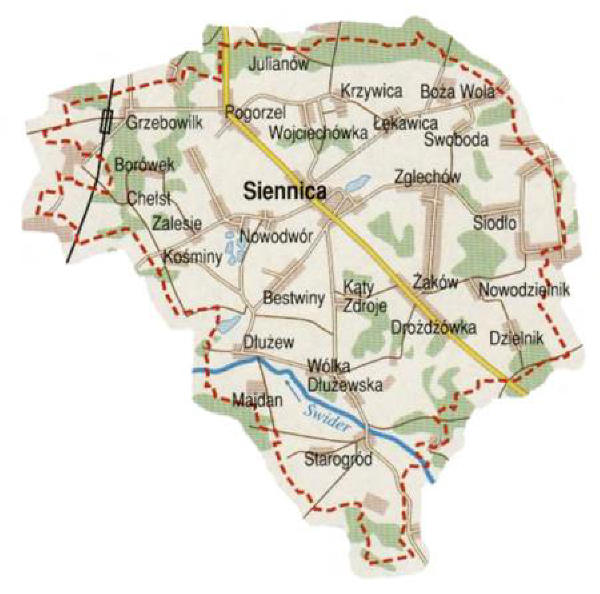 Julianów
Krzywica
Boża Wola
Pogorzel
Grzebowilk
Wojciechówka
Łękawica
Swoboda
Borówek
Zglechów
Siennica
Chełst
Zalesie
Siodło
Nowodwór
Kośminy
Żaków
Kąty
Zdroje
Nowodzielnik
Bestwiny
Drożdżówka
Dzielnik
Dłużew
Wólka
Dłużewska
Majdan
Świder
Starogród